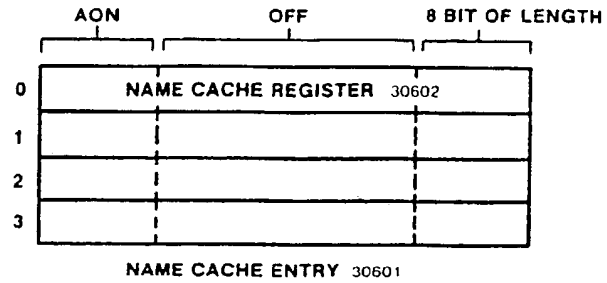 AON OFF 8 BIT OF LENGTH
0 NAME CACHE REGISTER 30602
1
2
3
NAME CACHE ENTRY 30601